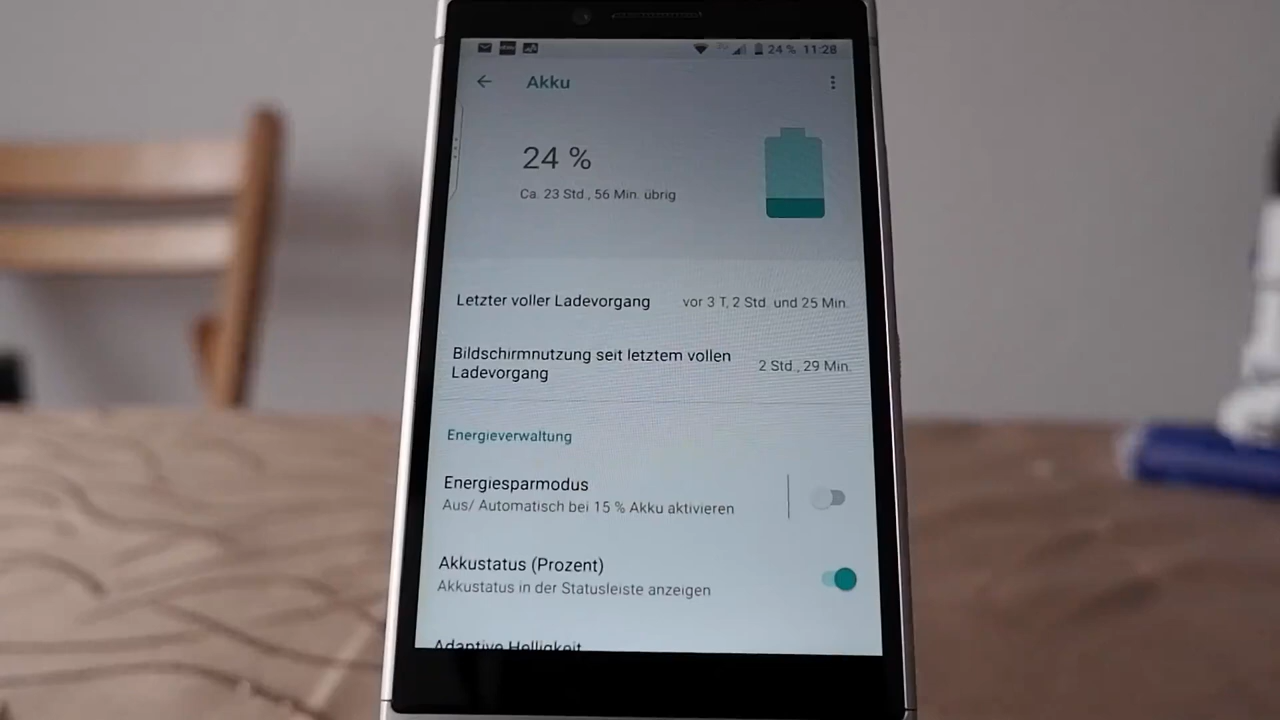 24 % 11:28
Akku
24 %
Ca. 23 Std., 56 Min. übrig
Letzter voller Ladevorgang vor 3 T, 2 Std. und 25 Min.
Bildschirmnutzung seit letztem vollen
Ladevorgang
2 Std., 29 Min.
Energieverwaltung
Energiesparmodus
Aus/ Automatisch bei 15 % Akku aktivieren
Akkustatus (Prozent)
Akkustatus in der Statusleiste anzeigen
Adaptive Helligkeit